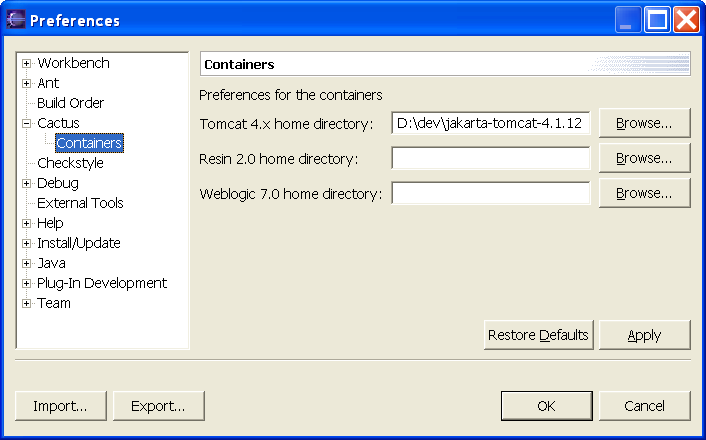 Preferences
Workbench
Ant
Build Order
Cactus
Containers
Checkstyle
Debug
External Tools
Help
Install/Update
Java
Plug-In Development
Team
Containers
Preferences for the containers
Tomcat 4.x home directory: D:\dev\jakarta-tomcat-4.1.12 Browse...
Resin 2.0 home directory: Browse...
Weblogic 7.0 home directory: Browse...
Restore Defaults Apply
Import... Export... OK Cancel